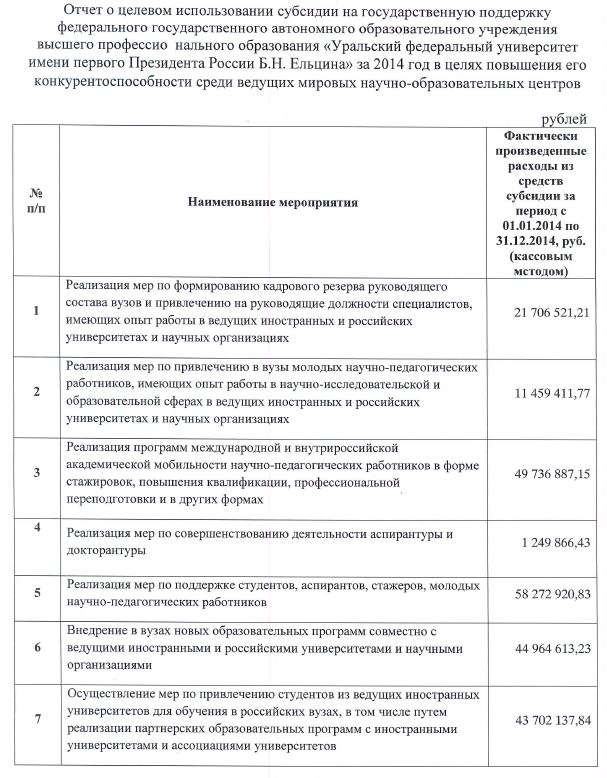 Отчет о целевом использовании субсидии на государственную поддержку
федерального государственного автономного образовательного учреждения
высшего профессио нального образования «Уральский федеральный университет
имени первого Президента России Б.Н. Ельцина» за 2014 год в целях повышения его
конкурентоспособности среди ведущих мировых научно-образовательных центров
рублей
№
п/п
Наименование мероприятия
Фактически
произведенные
расходы из
средств
субсидии за
период с
01.01.2014 по
31.12.2014, руб.
(кассовым
методом)
1
Реализация мер по формированию кадрового резерва руководящего
состава вузов и привлечению на руководящие должности специалистов,
имеющих опыт работы в ведущих иностранных и российских
университетах и научных организациях
21 706 521,21
2
Реализация мер по привлечению в вузы молодых научно-педагогических
работников, имеющих опыт работы в научно-исследовательской и
образовательной сферах в ведущих иностранных и российских
университетах и научных организациях
11 459 411,77
3
Реализация программ международной и внутрироссийской
академической мобильности научно-педагогических работников в форме
стажировок, повышения квалификации, профессиональной
переподготовки и в других формах
49 736 887,15
4
Реализация мер по совершенствованию деятельности аспирантуры и
докторантуры
1 249 866,43
5
Реализация мер по поддержке студентов, аспирантов, стажеров, молодых
научно-педагогических работников
58 272 920,83
6
Внедрение в вузах новых образовательных программ совместно с
ведущими иностранными и российскими университетами и научными
организациями
44 964 613,23
7
Осуществление мер по привлечению студентов из ведущих иностранных
университетов для обучения в российских вузах, в том числе путем
реализации партнерских образовательных программ с иностранными
университетами и ассоциациями университетов
43 702 137,84